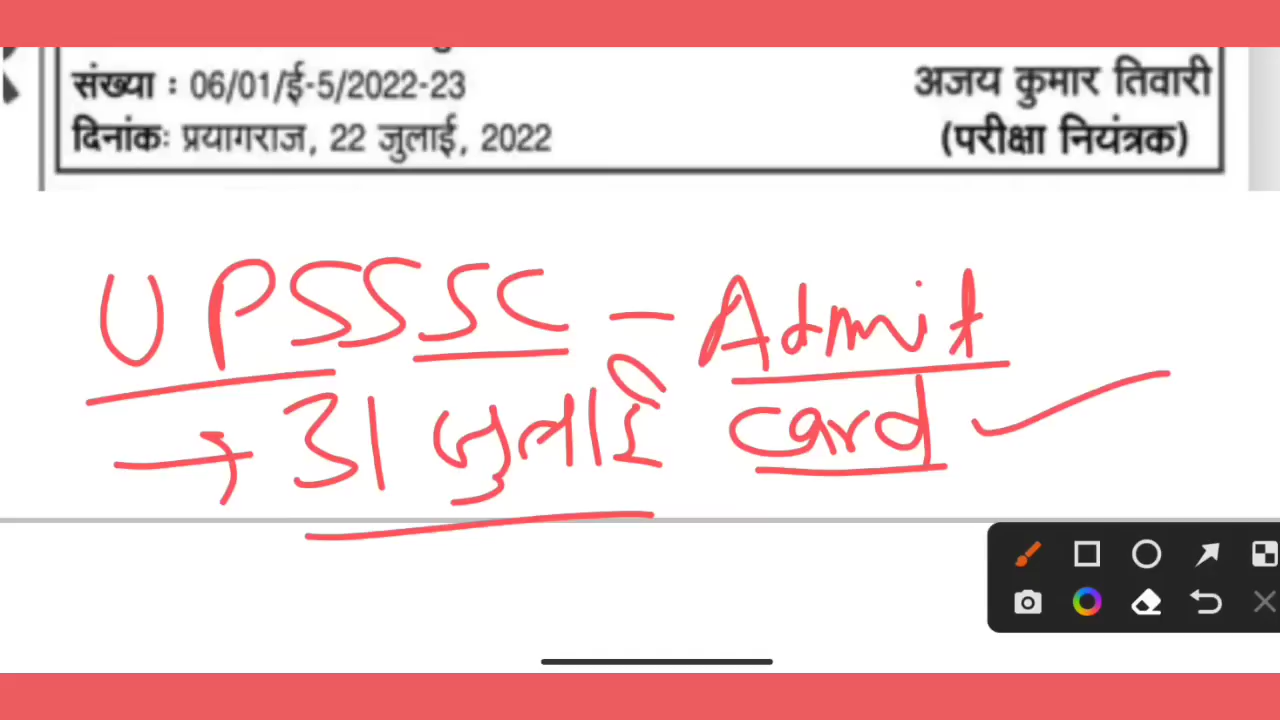 संख्या : 06/01/ई-5/2022-23
अजय कुमार तिवारी
दिनांकः प्रयागराज, 22 जुलाई, 2022
(परीक्षा नियंत्रक)
UPSSSC – Admit
card
→ 31 जुलाई